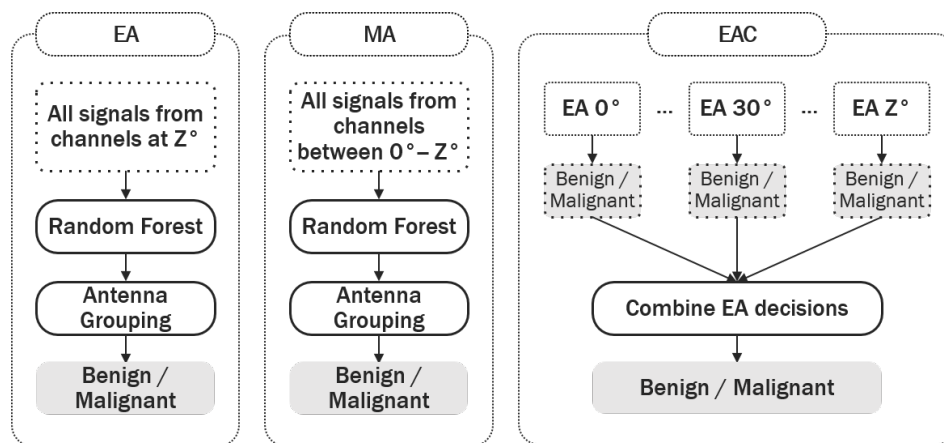 EA
All signals from
channels at Z°
Random Forest
Antenna
Grouping
Benign /
Malignant
MA
All signals from
channels
between 0°– Z°
Random Forest
Antenna
Grouping
Benign /
Malignant
EAC
EA 0° ... EA 30° ... EA Z°
Benign /
Malignant
Benign /
Malignant
Benign /
Malignant
Combine EA decisions
Benign / Malignant